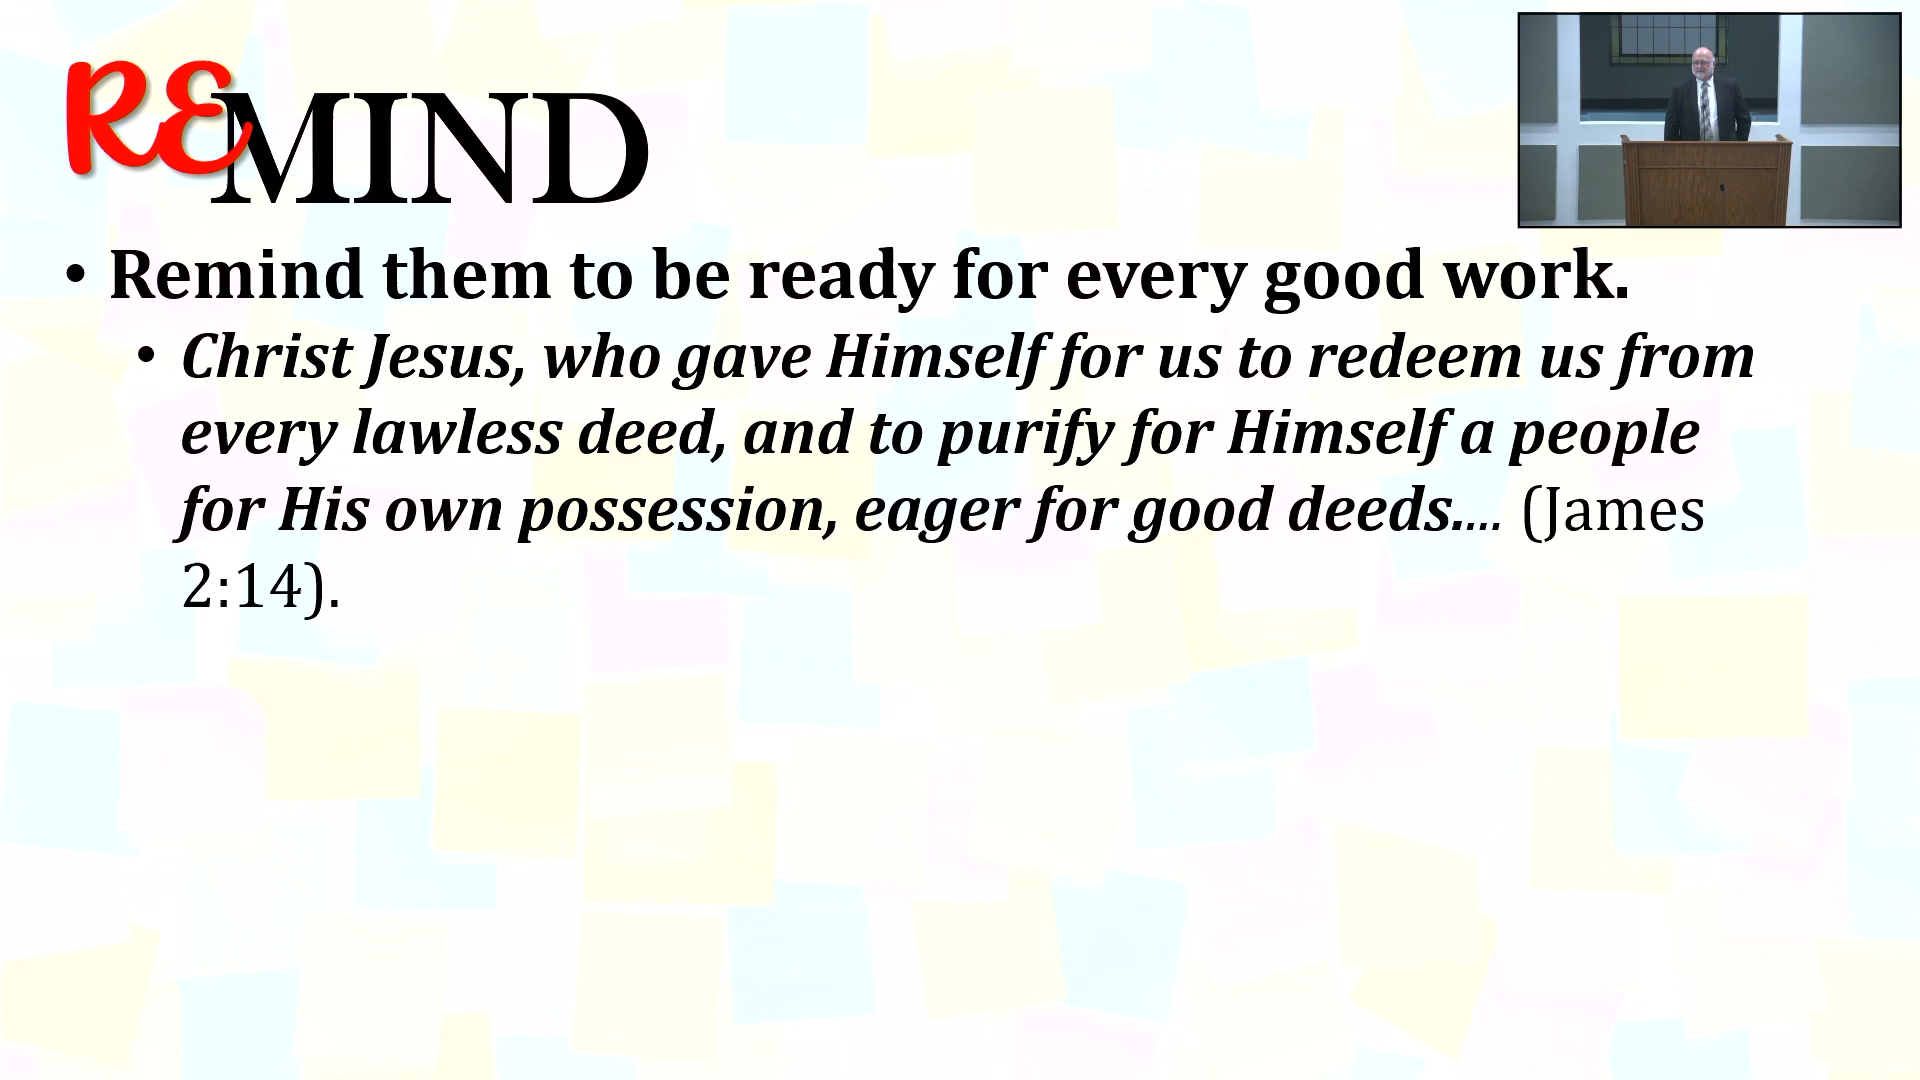 REMIND
• Remind them to be ready for every good work.
• Christ Jesus, who gave Himself for us to redeem us from
every lawless deed, and to purify for Himself a people
for His own possession, eager for good deeds.... (James
2:14).